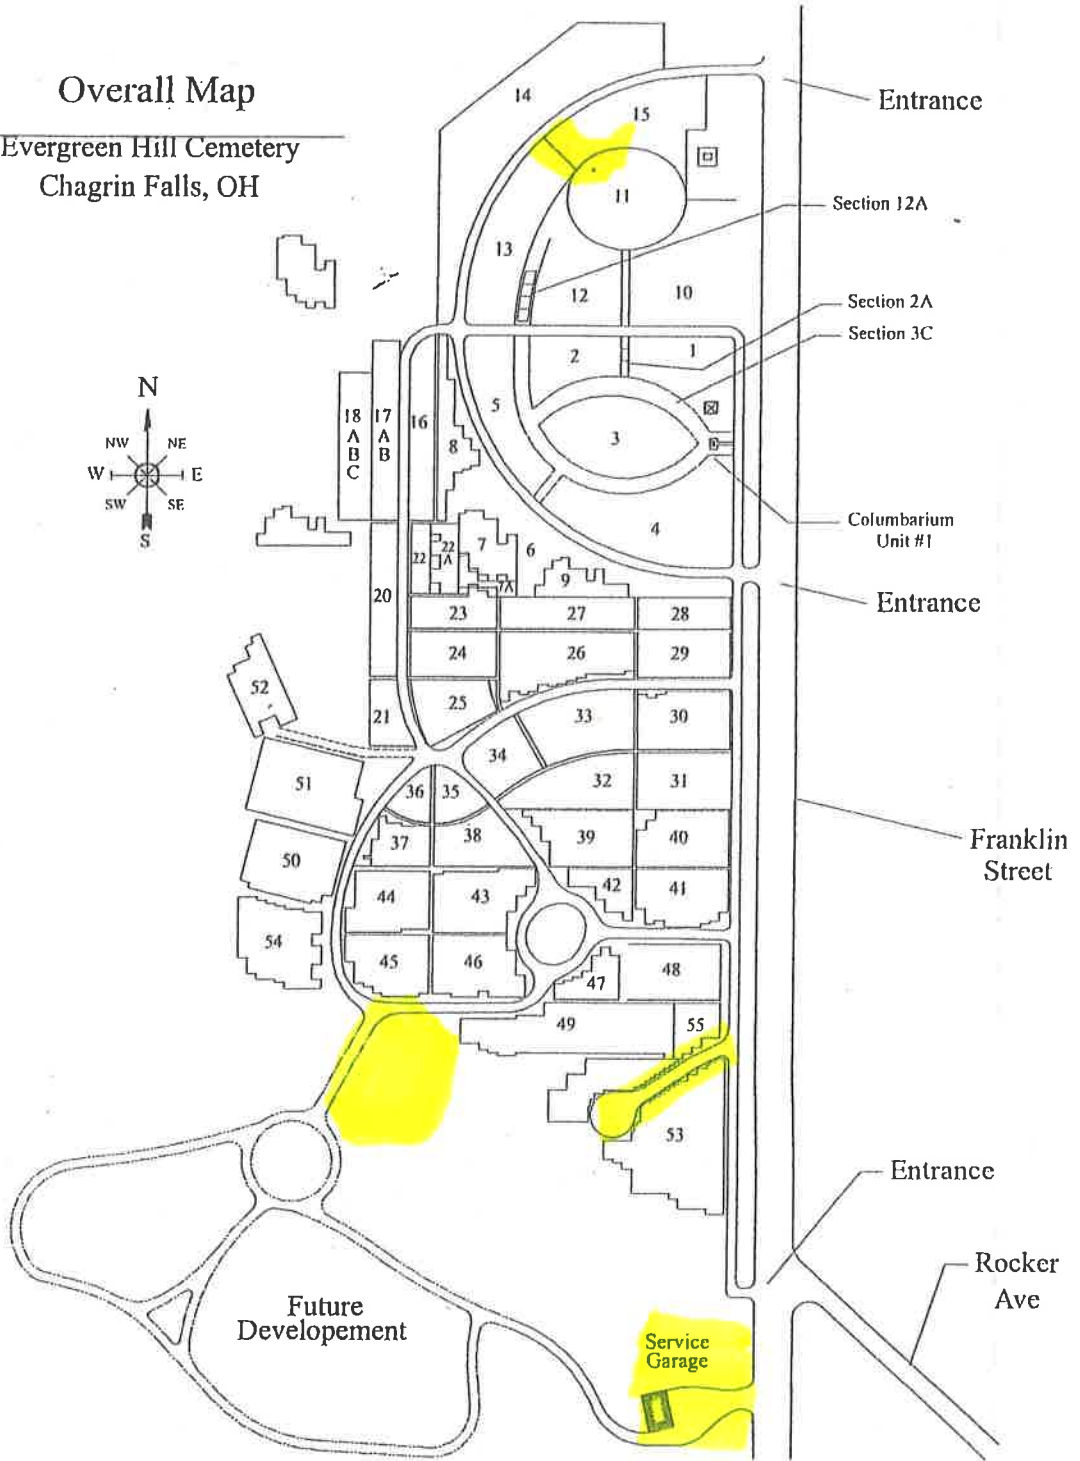 Overall Map
Evergreen Hill Cemetery
Chagrin Falls, OH
14
15
Entrance
11
Section 12A
13
12
10
Section 2A
Section 3C
2
1
N
NW
NE
W
E
SW
SE
S
18
A
B
C
17
A
B
16
5
8
3
4
Columbarium
Unit #1
22
22
A
7
7A
6
9
20
Entrance
23
27
28
24
26
29
52
21
25
33
30
34
51
36
35
32
31
37
38
39
40
Franklin
Street
50
44
43
42
41
54
45
46
47
48
49
55
53
Entrance
Rocker
Ave
Future
Developement
Service
Garage